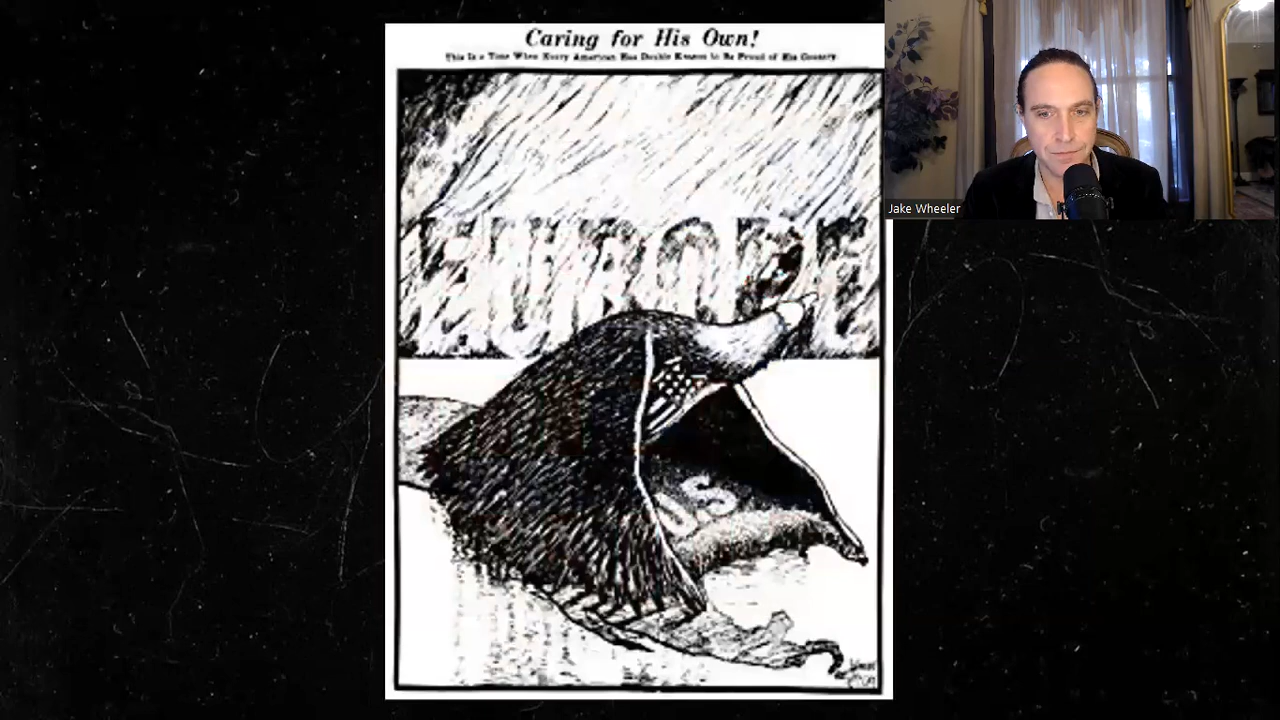 Caring for His Own!
This Is a Time When Every American Has Double Reason to Be Proud of His Country
Jake Wheeler
EUROPE
US